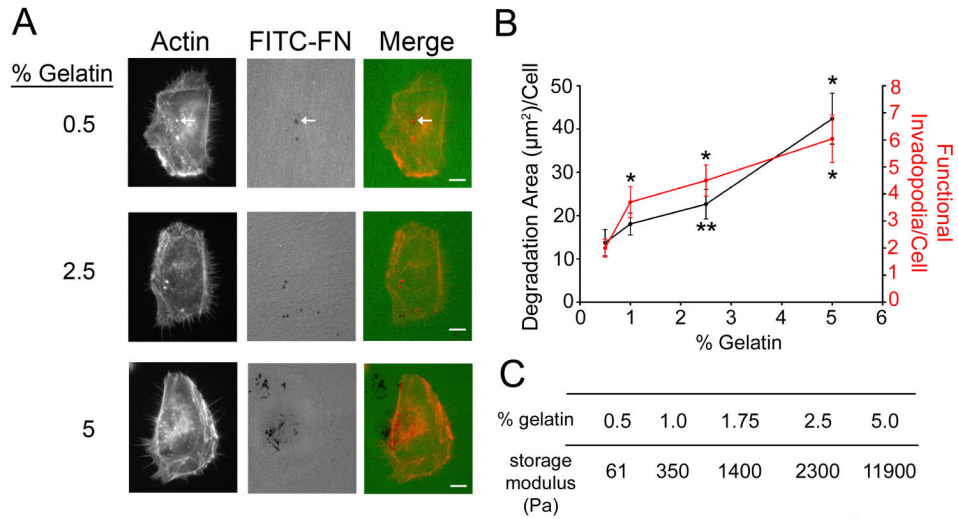 A
Actin FITC-FN Merge
% Gelatin
0.5
2.5
5
B
Degradation Area (µm²)/Cell
50
40
30
20
10
0
* * *
** *
1 2 3 4 5 6
% Gelatin
8
7
6
5
4
3
2
1
0
Functional
Invadopodia/Cell
C
% gelatin 0.5 1.0 1.75 2.5 5.0
storage
modulus
(Pa)
61 350 1400 2300 11900